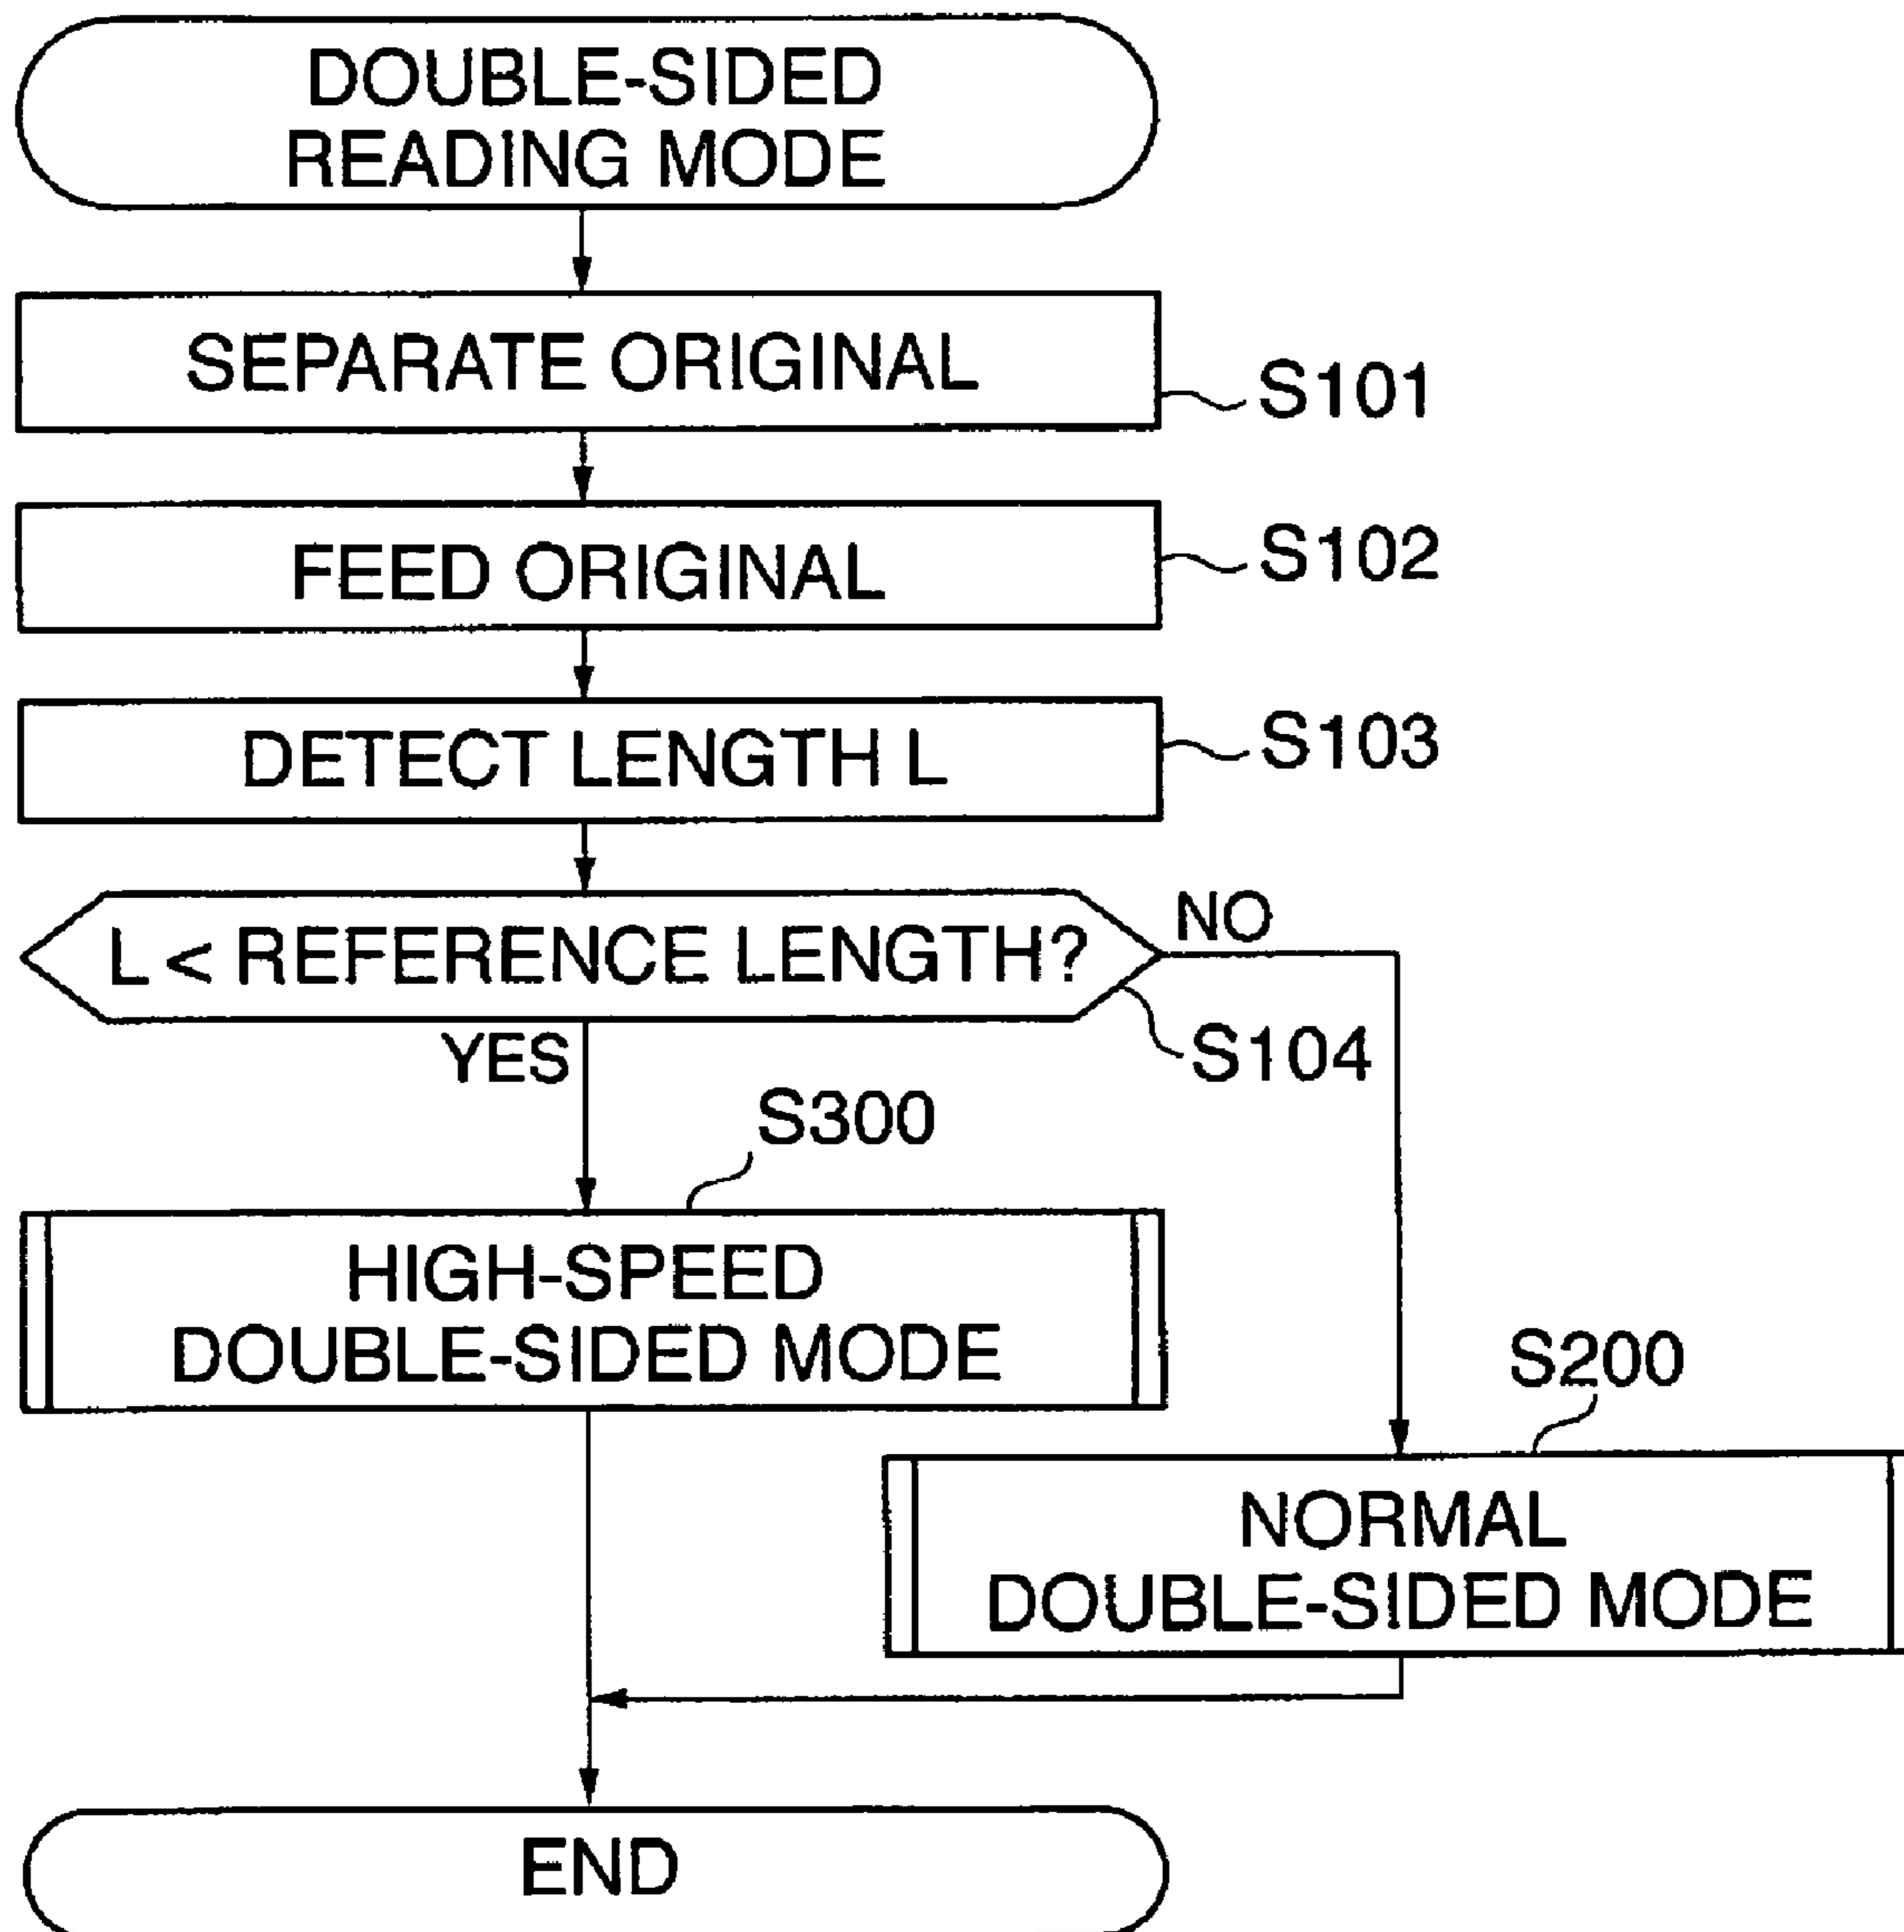 DOUBLE-SIDED
READING MODE
SEPARATE ORIGINAL
S101
FEED ORIGINAL
S102
DETECT LENGTH L
S103
L < REFERENCE LENGTH?
NO
YES
S104
S300
HIGH-SPEED
DOUBLE-SIDED MODE
S200
NORMAL
DOUBLE-SIDED MODE
END